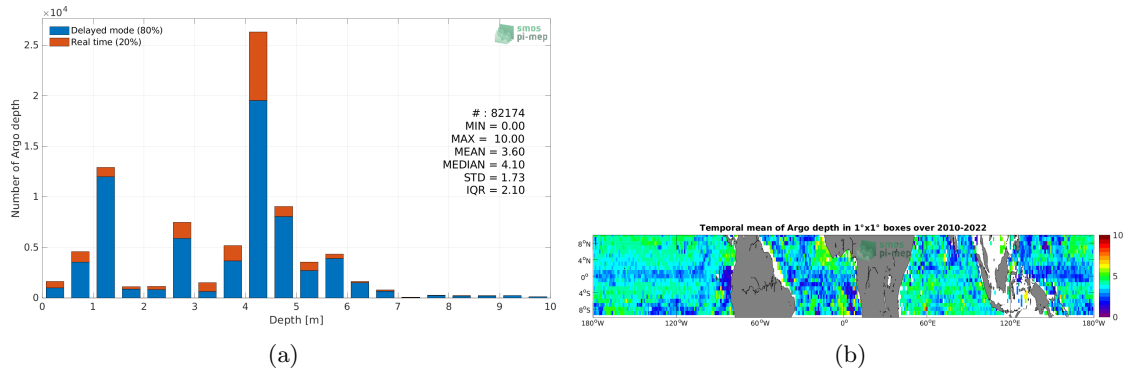 ×10⁴
Delayed mode (80%)
Real time (20%)
smos
pi-mep
# : 82174
MIN = 0.00
MAX = 10.00
MEAN = 3.60
MEDIAN = 4.10
STD = 1.73
IQR = 2.10
Number of Argo depth
2.5
2
1.5
1
0.5
0
0 1 2 3 4 5 6 7 8 9 10
Depth [m]
(a)
Temporal mean of Argo depth in 1°x1° boxes over 2010-2022
smos
pi-mep
8°N
4°N
0°
4°S
8°S
180°W 120°W 60°W 0° 60°E 120°E 180°W
10
5
0
(b)